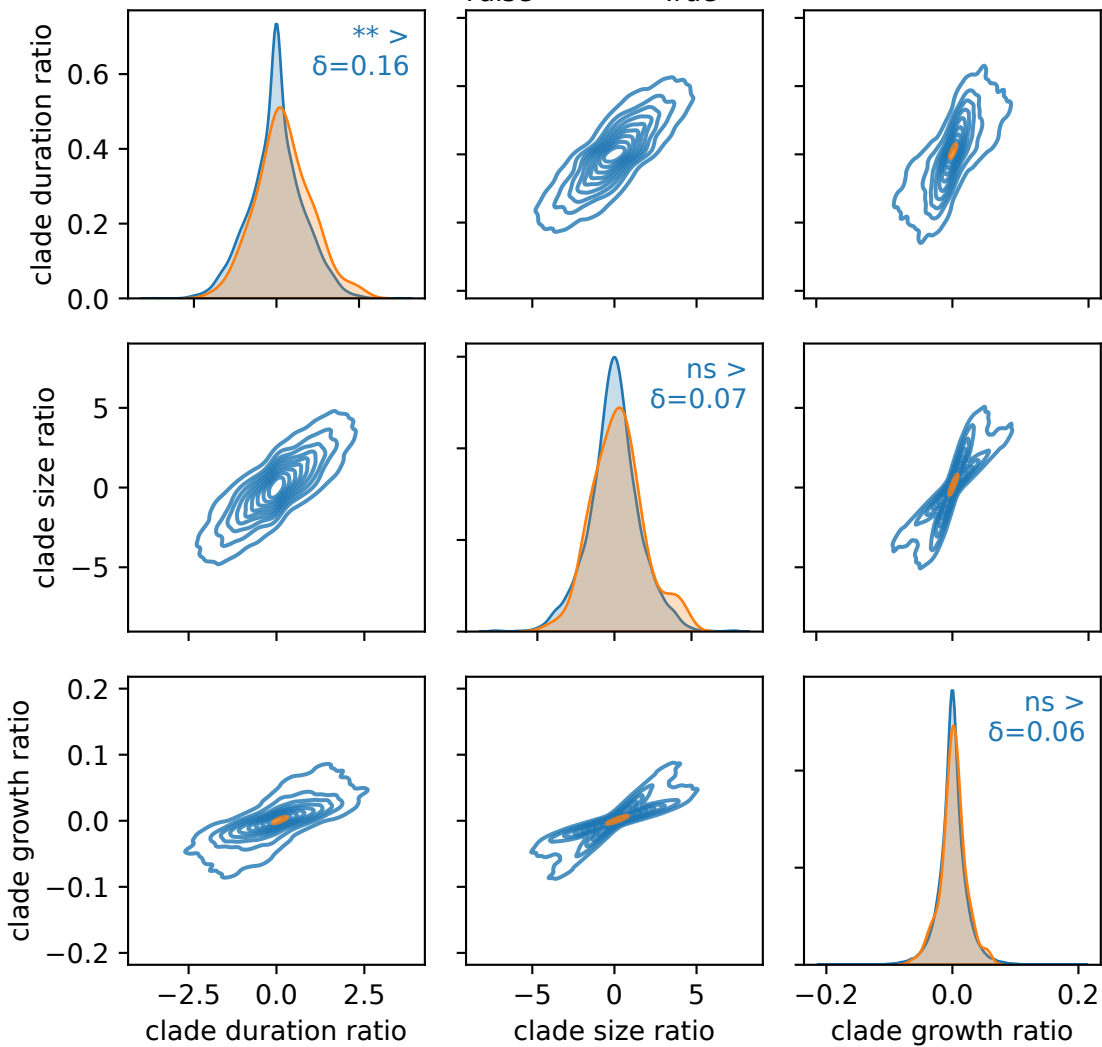 clade duration ratio
0.6
0.4
0.2
0.0
** >
δ=0.16
clade size ratio
5
0
−5
ns >
δ=0.07
clade growth ratio
0.2
0.1
0.0
−0.1
−0.2
ns >
δ=0.06
−2.5 0.0 2.5
−5 0 5
−0.2 0.0 0.2
clade duration ratio
clade size ratio
clade growth ratio